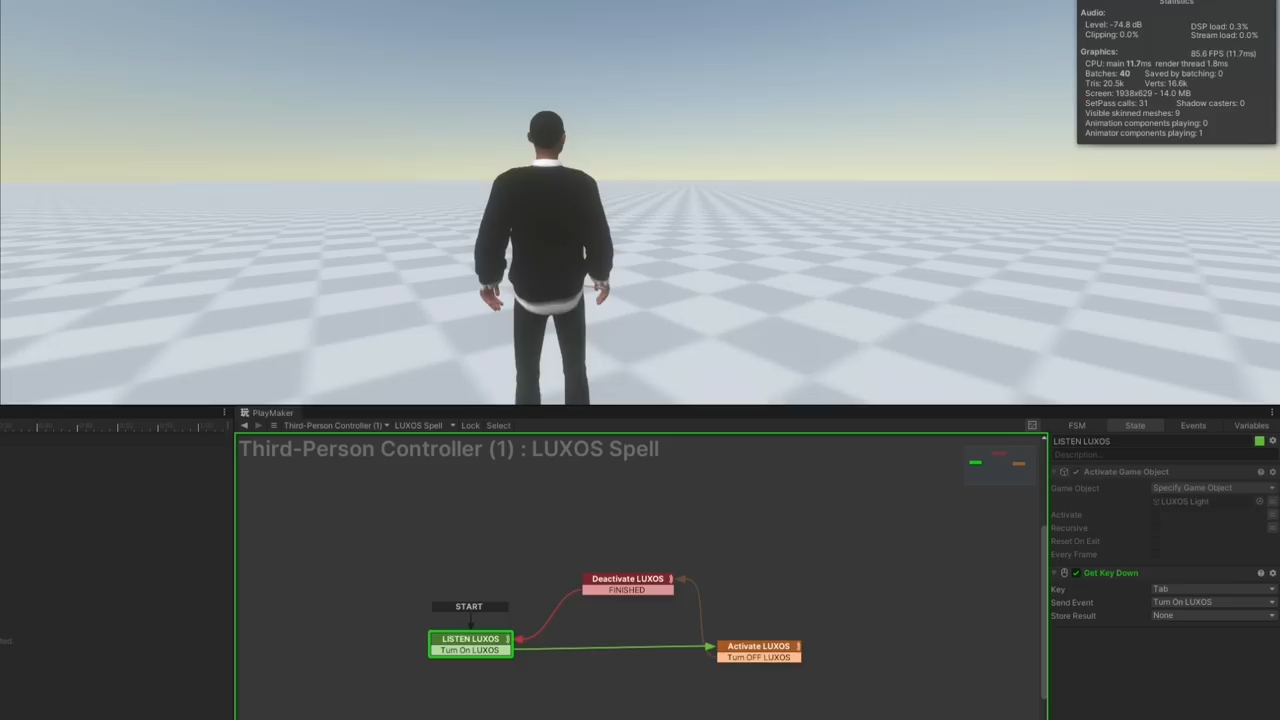 Statistics
Audio:
Level: -74.8 dB DSP load: 0.3%
Clipping: 0.0% Stream load: 0.0%
Graphics: 85.6 FPS (11.7ms)
CPU: main 11.7ms render thread 1.8ms
Batches: 40 Saved by batching: 0
Tris: 20.5k Verts: 16.6k
Screen: 1938x629 - 14.0 MB
SetPass calls: 31 Shadow casters: 0
Visible skinned meshes: 9
Animation components playing: 0
Animator components playing: 1
PlayMaker
Third-Person Controller (1) LUXOS Spell Lock Select
FSM State Events Variables
Third-Person Controller (1) : LUXOS Spell
LISTEN LUXOS
Description...
Activate Game Object
Game Object Specify Game Object
LUXOS Light
Activate
Recursive
Reset On Exit
Every Frame
Get Key Down
Key Tab
Send Event Turn On LUXOS
Store Result None
Deactivate LUXOS
FINISHED
START
LISTEN LUXOS
Turn On LUXOS
Activate LUXOS
Turn OFF LUXOS